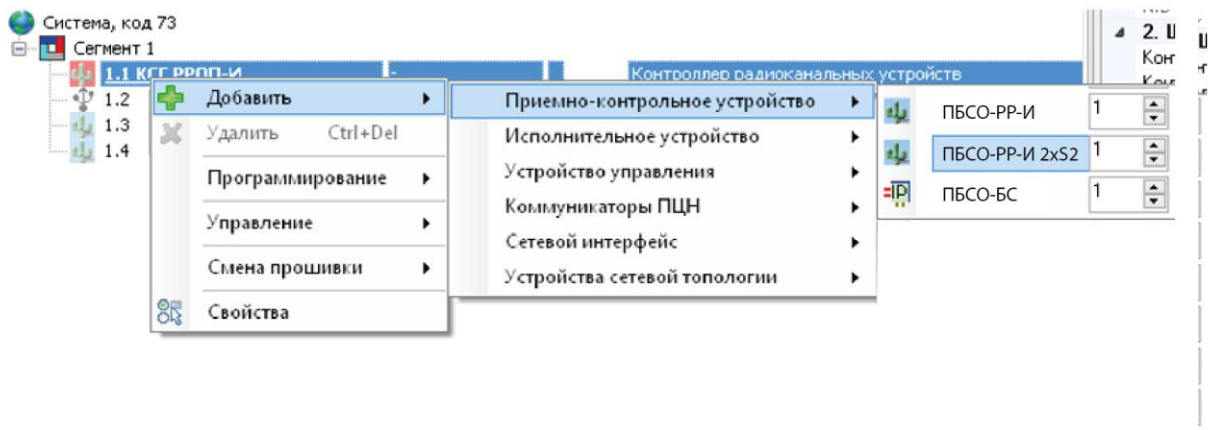 Система, код 73
Сегмент 1
1.1 КСГ РРОП-И - Контроллер радиоканальных устройств
1.2
1.3
1.4
Добавить
Удалить Ctrl+Del
Программирование
Управление
Смена прошивки
Свойства
Приемно-контрольное устройство
Исполнительное устройство
Устройство управления
Коммуникаторы ПЦН
Сетевой интерфейс
Устройства сетевой топологии
ПБСО-РР-И 1
ПБСО-РР-И 2xS2 1
ПБСО-БС 1
2.